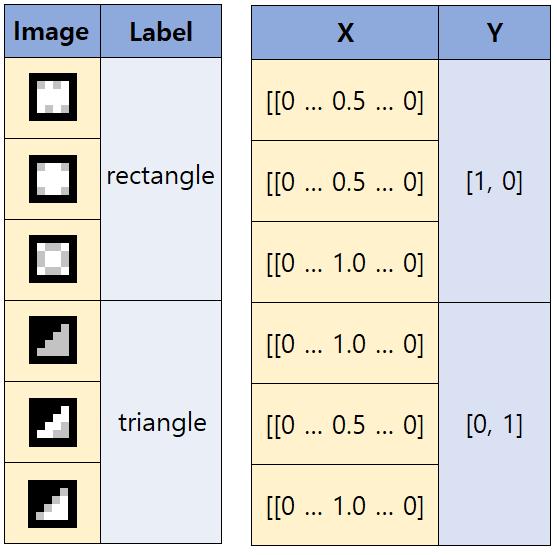 Image Label
rectangle
triangle
X Y
[[0 ... 0.5 ... 0]
[[0 ... 0.5 ... 0]
[[0 ... 1.0 ... 0]
[1, 0]
[[0 ... 1.0 ... 0]
[[0 ... 0.5 ... 0]
[[0 ... 1.0 ... 0]
[0, 1]